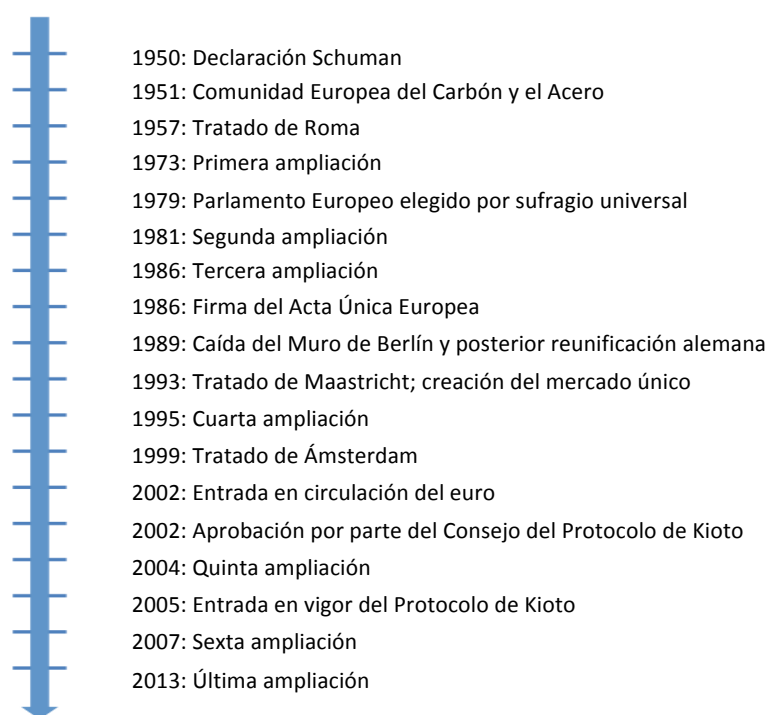 1950: Declaración Schuman
1951: Comunidad Europea del Carbón y el Acero
1957: Tratado de Roma
1973: Primera ampliación
1979: Parlamento Europeo elegido por sufragio universal
1981: Segunda ampliación
1986: Tercera ampliación
1986: Firma del Acta Única Europea
1989: Caída del Muro de Berlín y posterior reunificación alemana
1993: Tratado de Maastricht; creación del mercado único
1995: Cuarta ampliación
1999: Tratado de Ámsterdam
2002: Entrada en circulación del euro
2002: Aprobación por parte del Consejo del Protocolo de Kioto
2004: Quinta ampliación
2005: Entrada en vigor del Protocolo de Kioto
2007: Sexta ampliación
2013: Última ampliación